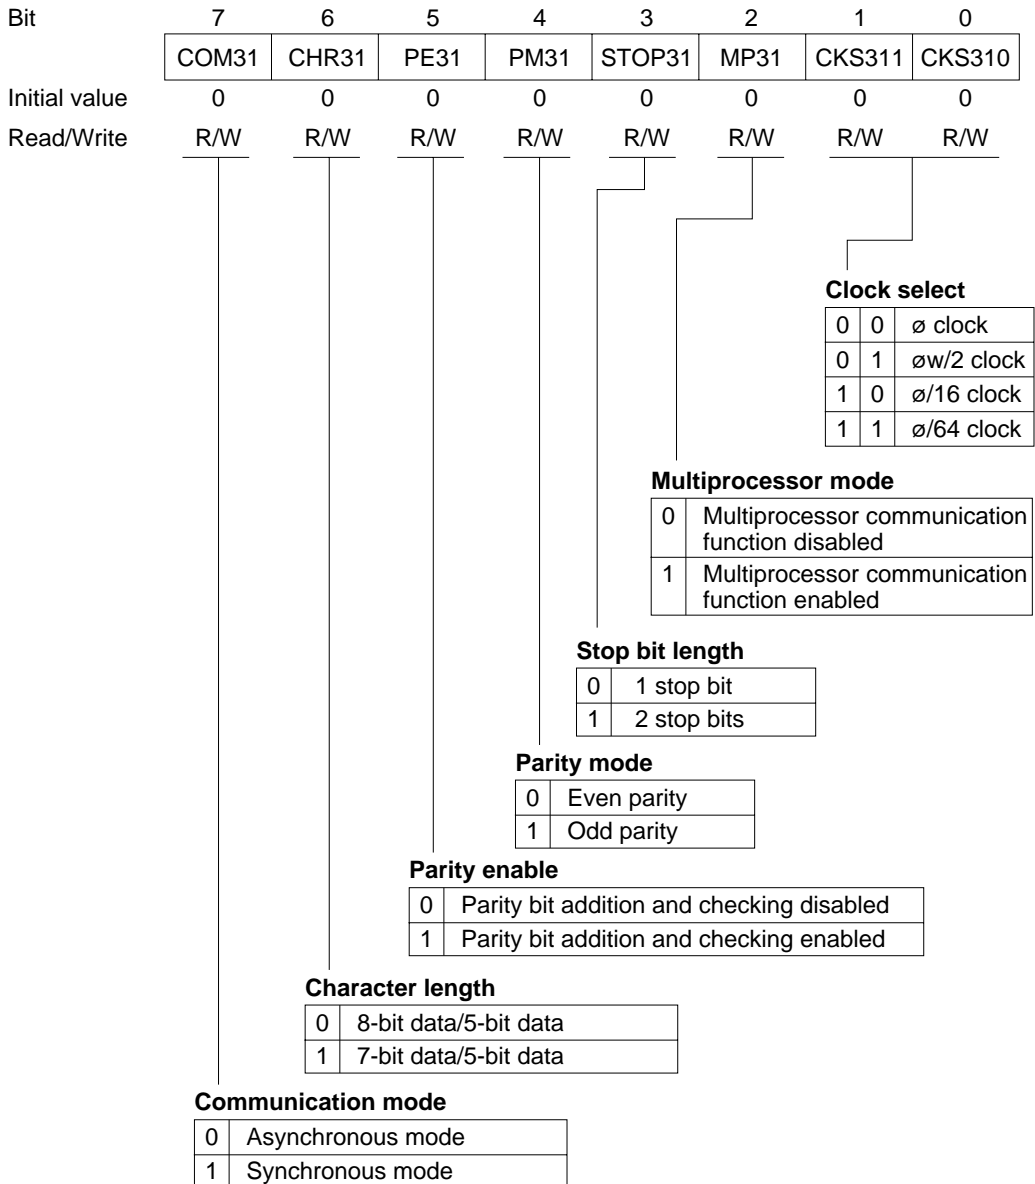 Bit 7 6 5 4 3 2 1 0
COM31 CHR31 PE31 PM31 STOP31 MP31 CKS311 CKS310
Initial value 0 0 0 0 0 0 0 0
Read/Write R/W R/W R/W R/W R/W R/W R/W R/W
Clock select
0 0 ø clock
0 1 øw/2 clock
1 0 ø/16 clock
1 1 ø/64 clock
Multiprocessor mode
0 Multiprocessor communication
function disabled
1 Multiprocessor communication
function enabled
Stop bit length
0 1 stop bit
1 2 stop bits
Parity mode
0 Even parity
1 Odd parity
Parity enable
0 Parity bit addition and checking disabled
1 Parity bit addition and checking enabled
Character length
0 8-bit data/5-bit data
1 7-bit data/5-bit data
Communication mode
0 Asynchronous mode
1 Synchronous mode